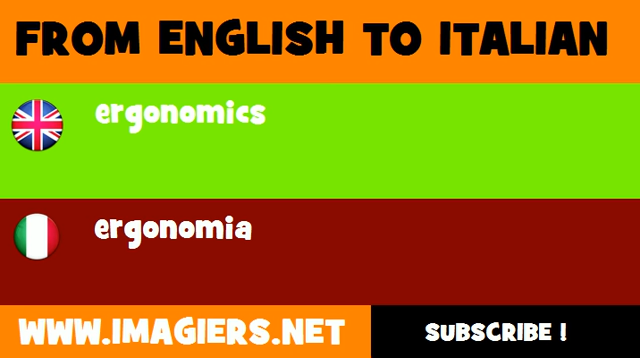 FROM ENGLISH TO ITALIAN
ergonomics
ergonomia
WWW.IMAGIERS.NET
SUBSCRIBE !